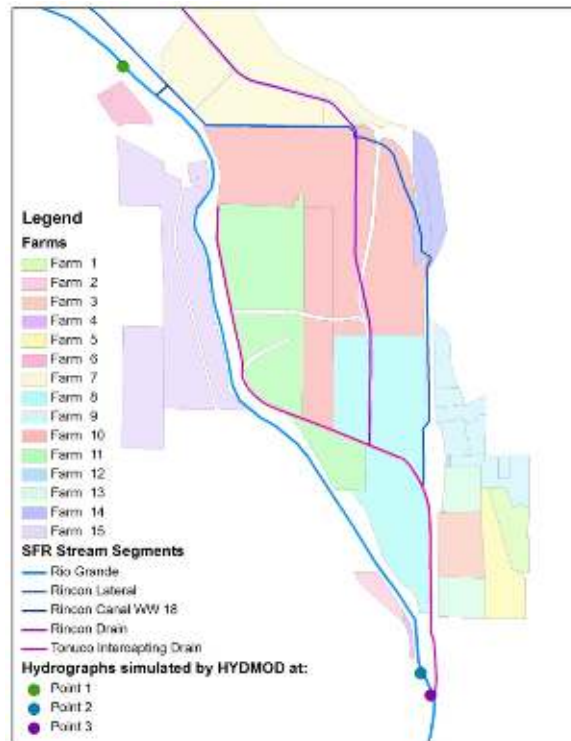 Legend
Farms
Farm 1
Farm 2
Farm 3
Farm 4
Farm 5
Farm 6
Farm 7
Farm 8
Farm 9
Farm 10
Farm 11
Farm 12
Farm 13
Farm 14
Farm 15
SFR Stream Segments
Rio Grande
Rincon Lateral
Rincon Canal WW 18
Rincon Drain
Tonuco Intercepting Drain
Hydrographs simulated by HYDMOD at:
Point 1
Point 2
Point 3